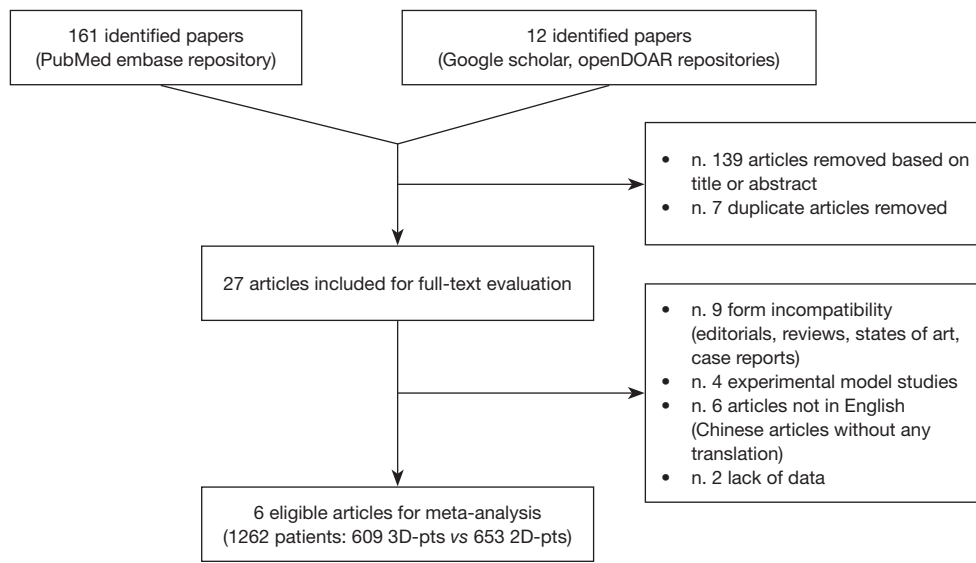 161 identified papers
(PubMed embase repository)
12 identified papers
(Google scholar, openDOAR repositories)
• n. 139 articles removed based on
title or abstract
• n. 7 duplicate articles removed
27 articles included for full-text evaluation
• n. 9 form incompatibility
(editorials, reviews, states of art,
case reports)
• n. 4 experimental model studies
• n. 6 articles not in English
(Chinese articles without any
translation)
• n. 2 lack of data
6 eligible articles for meta-analysis
(1262 patients: 609 3D-pts vs 653 2D-pts)